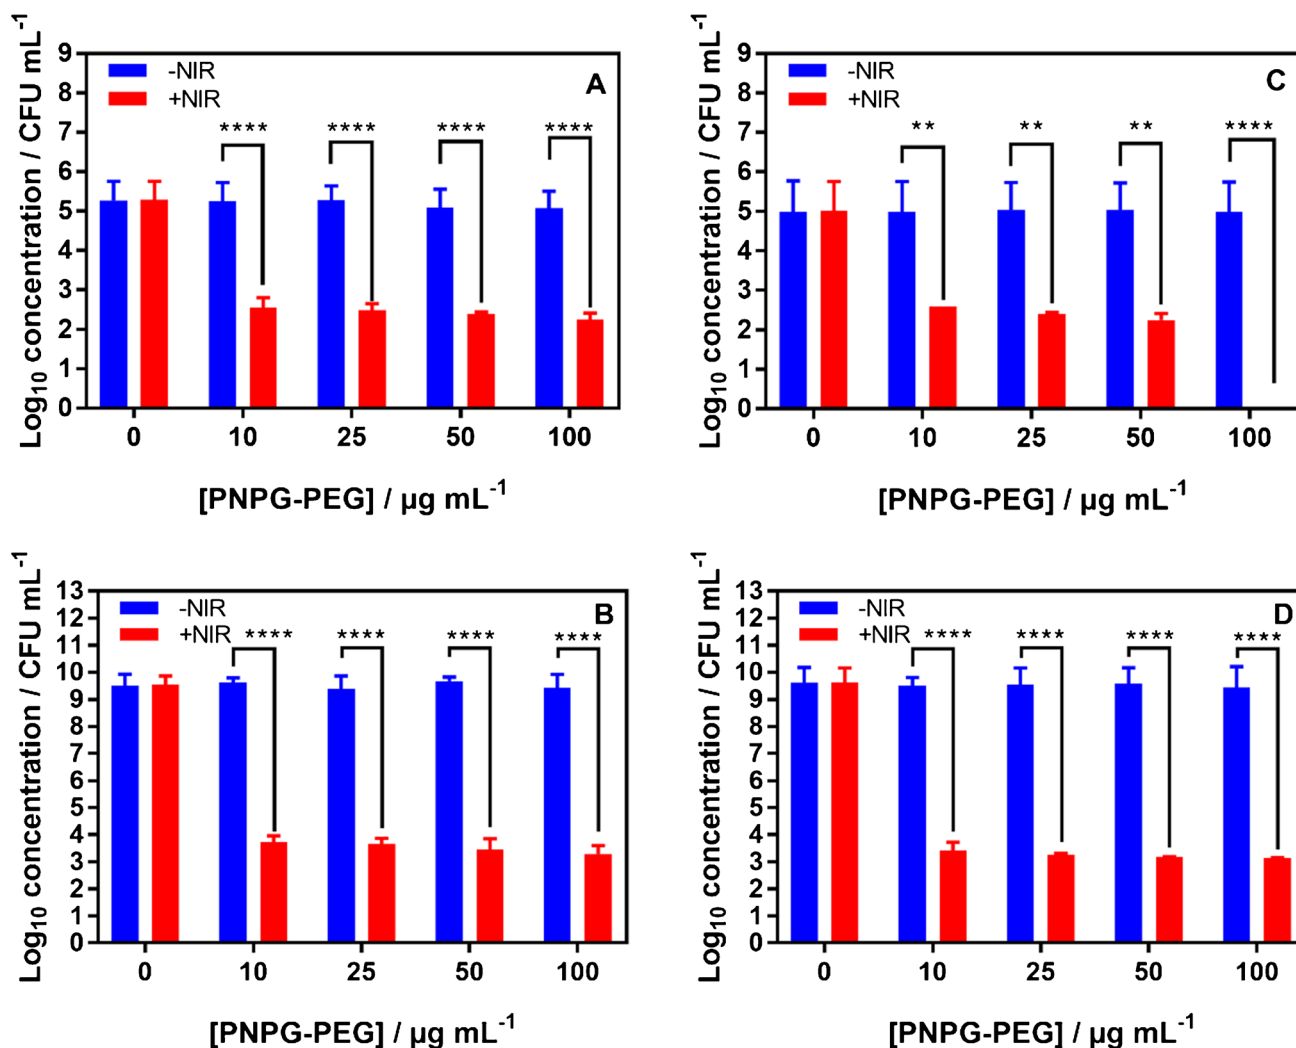 Log10 concentration / CFU mL-1
9
8
7
6
5
4
3
2
1
0
-NIR
+NIR
A
**** **** **** ****
0 10 25 50 100
[PNPG-PEG] / µg mL-1
Log10 concentration / CFU mL-1
9
8
7
6
5
4
3
2
1
0
-NIR
+NIR
C
** ** ** ****
0 10 25 50 100
[PNPG-PEG] / µg mL-1
Log10 concentration / CFU mL-1
13
12
11
10
9
8
7
6
5
4
3
2
1
0
-NIR
+NIR
B
**** **** **** ****
0 10 25 50 100
[PNPG-PEG] / µg mL-1
Log10 concentration / CFU mL-1
13
12
11
10
9
8
7
6
5
4
3
2
1
0
-NIR
+NIR
D
**** **** **** ****
0 10 25 50 100
[PNPG-PEG] / µg mL-1